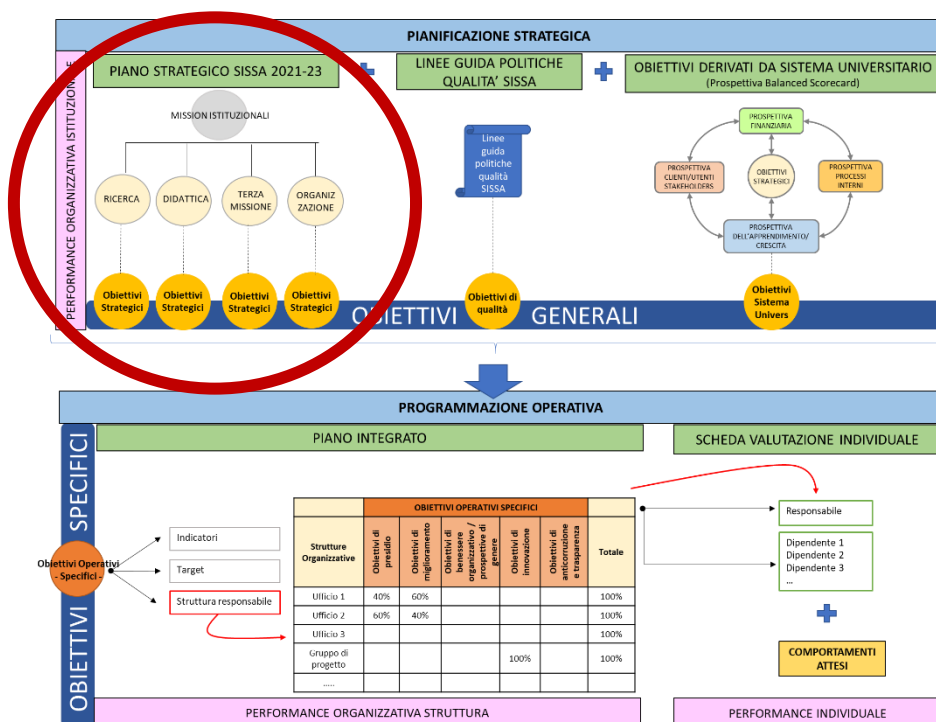 PIANIFICAZIONE STRATEGICA
PERFORMANCE ORGANIZZATIVA ISTITUZIONALE
PIANO STRATEGICO SISSA 2021-23
LINEE GUIDA POLITICHE
QUALITA’ SISSA
OBIETTIVI DERIVATI DA SISTEMA UNIVERSITARIO
(Prospettiva Balanced Scorecard)
MISSION ISTITUZIONALI
RICERCA
DIDATTICA
TERZA
MISSIONE
ORGANIZ
ZAZIONE
Obiettivi
Strategici
Obiettivi
Strategici
Obiettivi
Strategici
Obiettivi
Strategici
Linee
guida
politiche
qualità
SISSA
Obiettivi di
qualità
PROSPETTIVA
FINANZIARIA
PROSPETTIVA
CLIENTI/UTENTI
STAKEHOLDERS
OBIETTIVI
STRATEGICI
PROSPETTIVA
PROCESSI
INTERNI
PROSPETTIVA
DELL'APPRENDIMENTO/
CRESCITA
Obiettivi
Sistema
Univers
OBIETTIVI GENERALI
PROGRAMMAZIONE OPERATIVA
OBIETTIVI SPECIFICI
PIANO INTEGRATO
SCHEDA VALUTAZIONE INDIVIDUALE
Obiettivi Operativi
- Specifici -
Indicatori
Target
Struttura responsabile
OBIETTIVI OPERATIVI SPECIFICI
Strutture
Organizzative
Obiettivi di
presidio
Obiettivi di
miglioramento
Obiettivi di
benessere
organizzativo /
prospettive di
genere
Obiettivi di
innovazione
Obiettivi di
anticorruzione
e trasparenza
Totale
Ufficio 1 40% 60% 100%
Ufficio 2 60% 40% 100%
Ufficio 3 100%
Gruppo di
progetto 100% 100%
.....
Responsabile
Dipendente 1
Dipendente 2
Dipendente 3
…
COMPORTAMENTI
ATTESI
PERFORMANCE ORGANIZZATIVA STRUTTURA
PERFORMANCE INDIVIDUALE